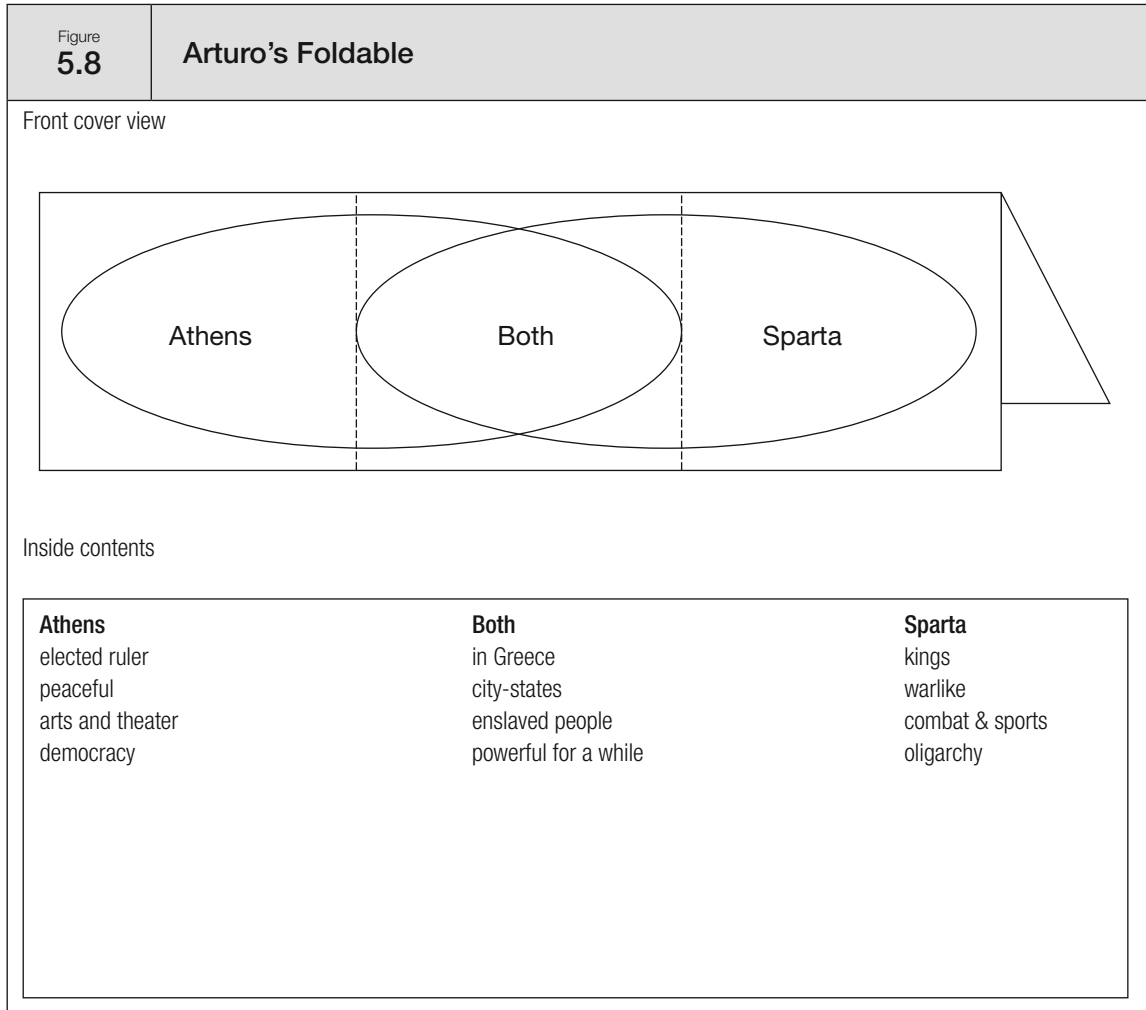 Figure
5.8
Arturo’s Foldable
Front cover view
Athens
Both
Sparta
Inside contents
Athens
elected ruler
peaceful
arts and theater
democracy
Both
in Greece
city-states
enslaved people
powerful for a while
Sparta
kings
warlike
combat & sports
oligarchy